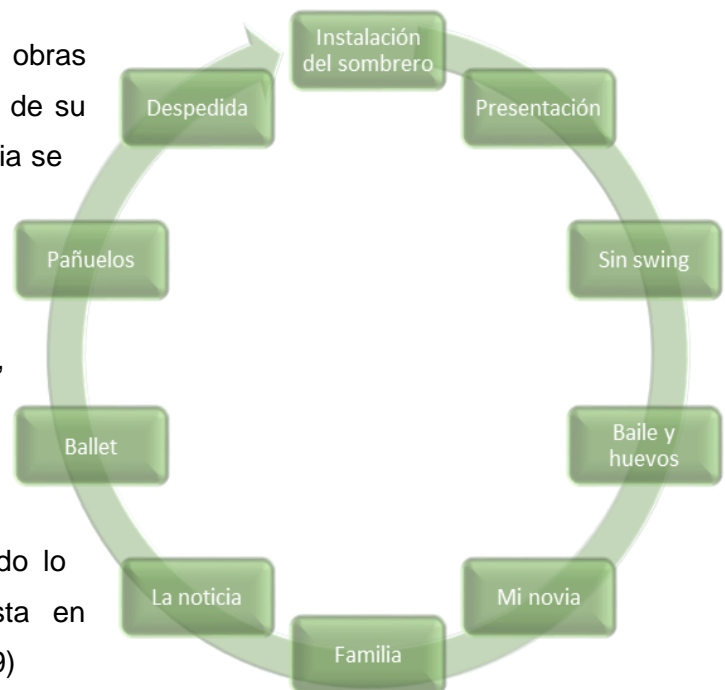 obras
de su
ia se
,
do lo
sta en
9)
Instalación
del sombrero
Presentación
Sin swing
Baile y
huevos
Mi novia
Familia
La noticia
Ballet
Pañuelos
Despedida